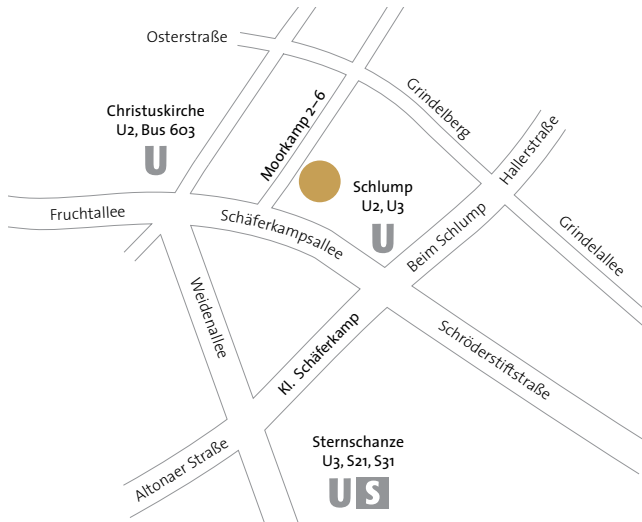 Osterstraße
Christuskirche
U2, Bus 603
U
Moorkamp 2–6
Grindelberg
Hallerstraße
Schlump
U2, U3
U
Fruchtallee
Schäferkampsallee
Beim Schlump
Grindelallee
Weidenallee
Kl. Schäferkamp
Schröderstiftstraße
Altonaer Straße
Sternschanze
U3, S21, S31
U S